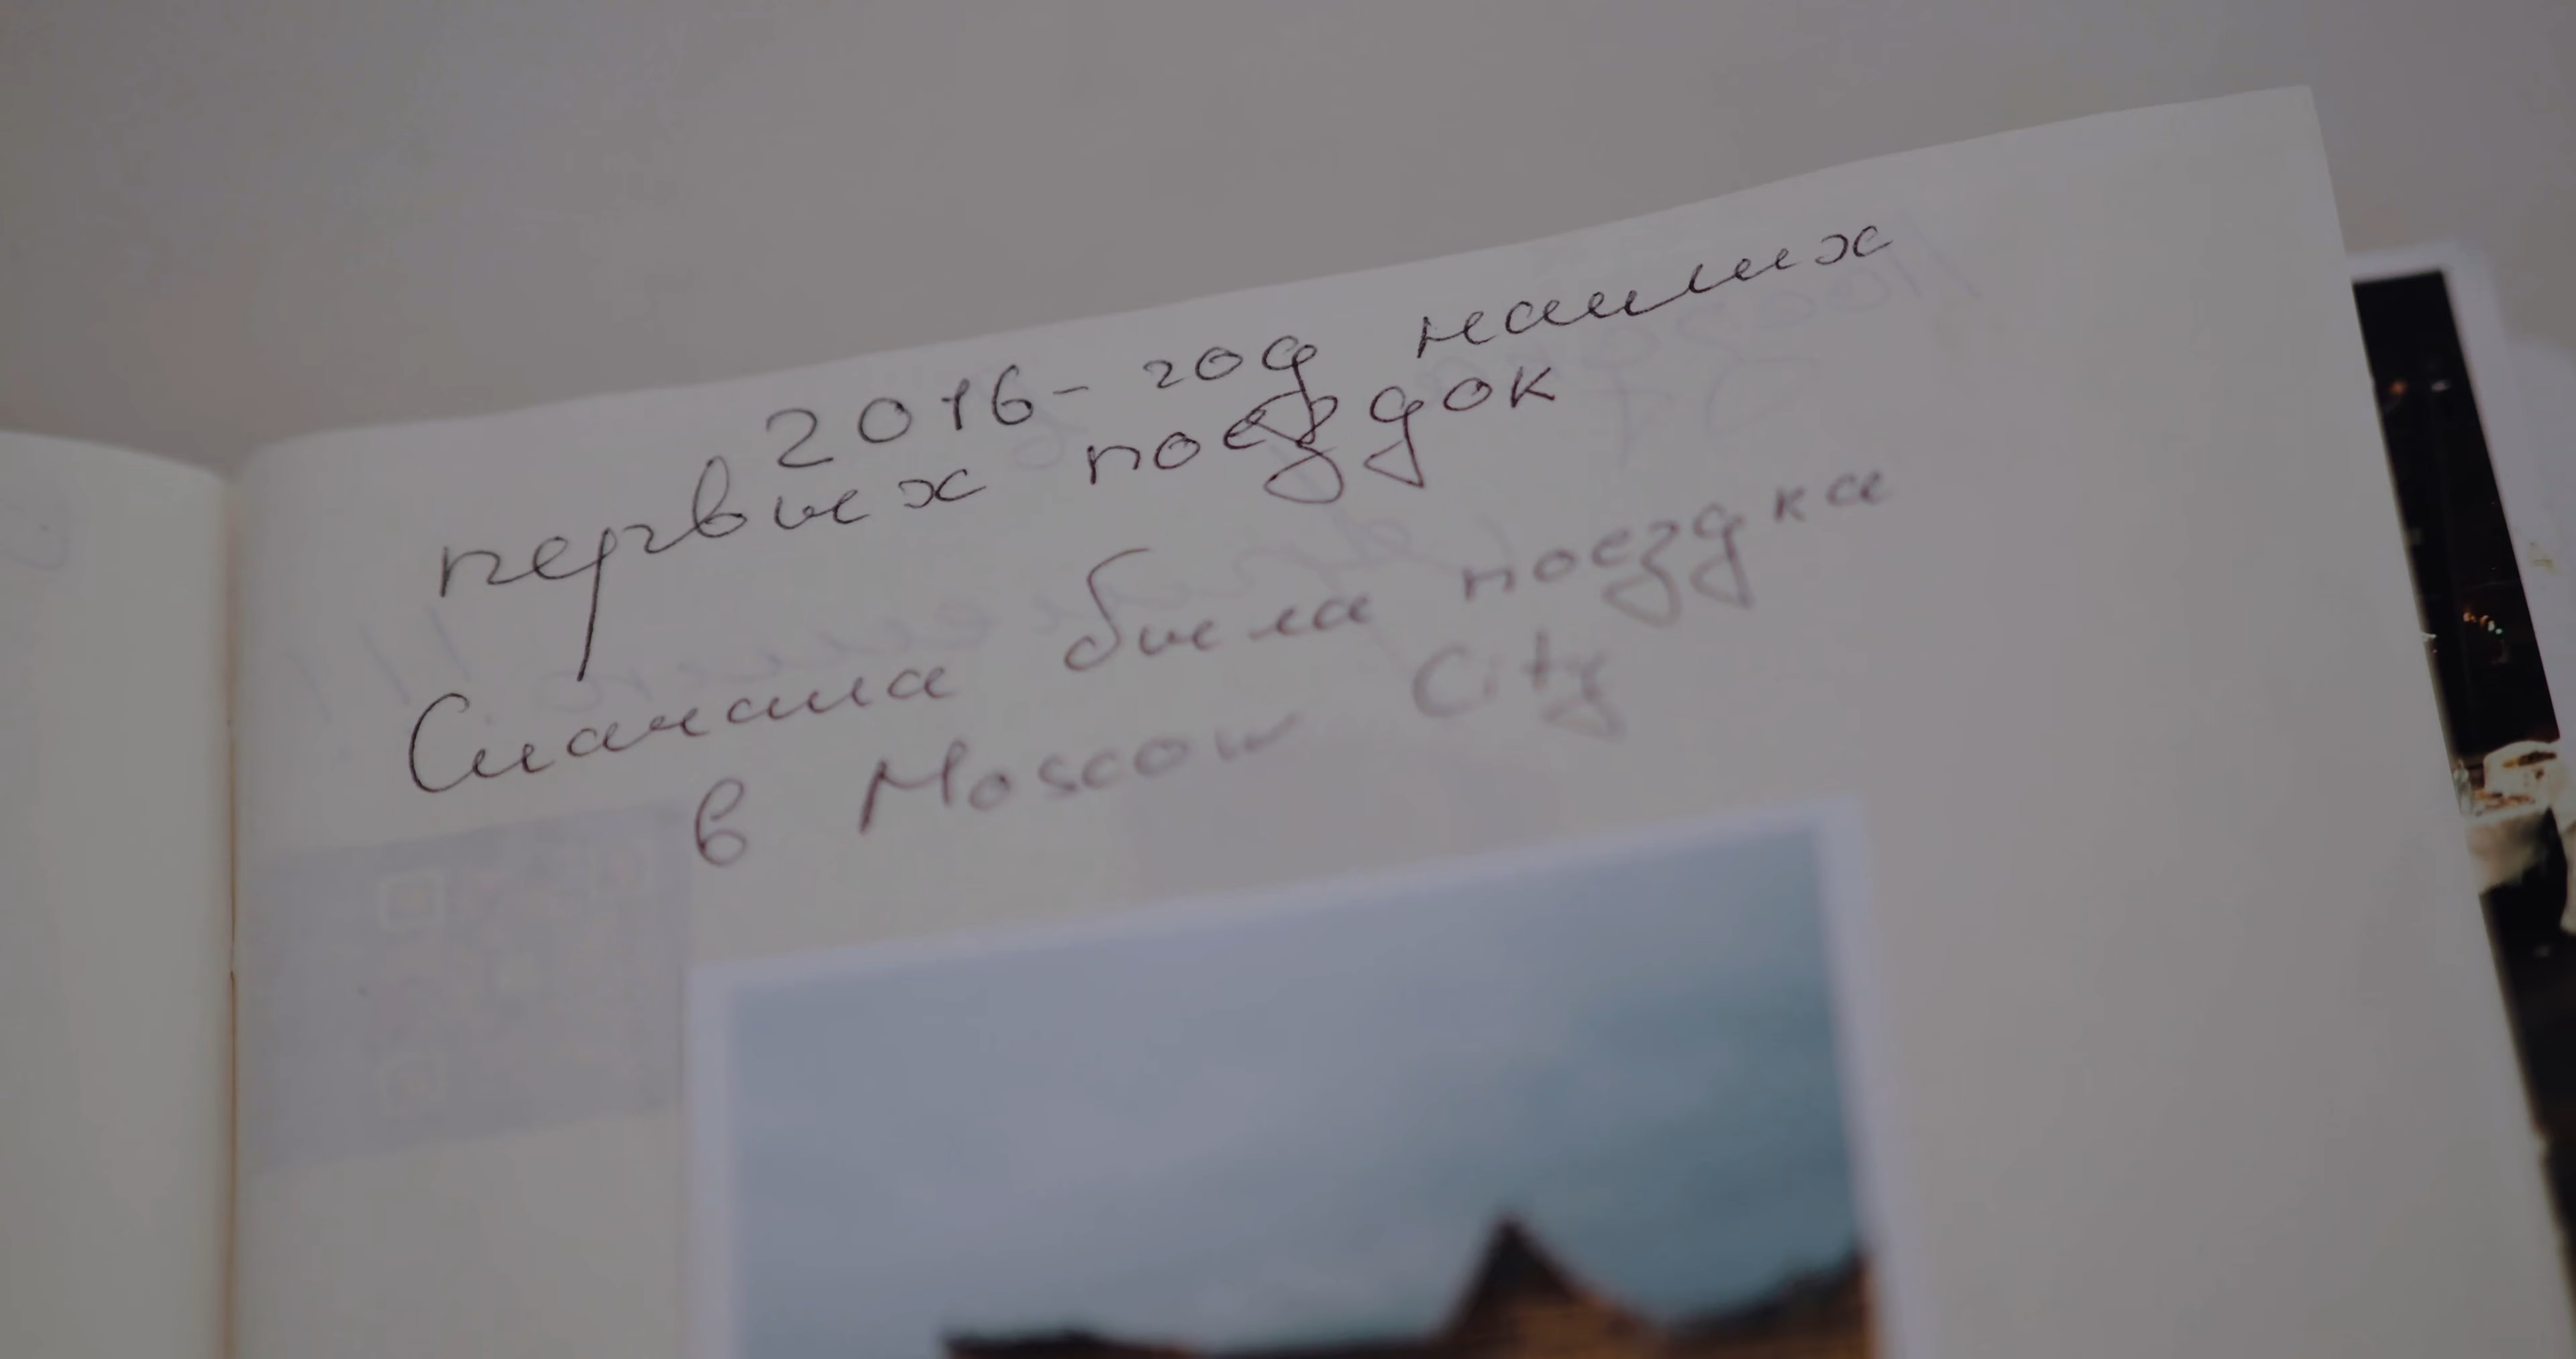 2016 - год наших
первых поездок
Сначала была поездка
в Moscow City